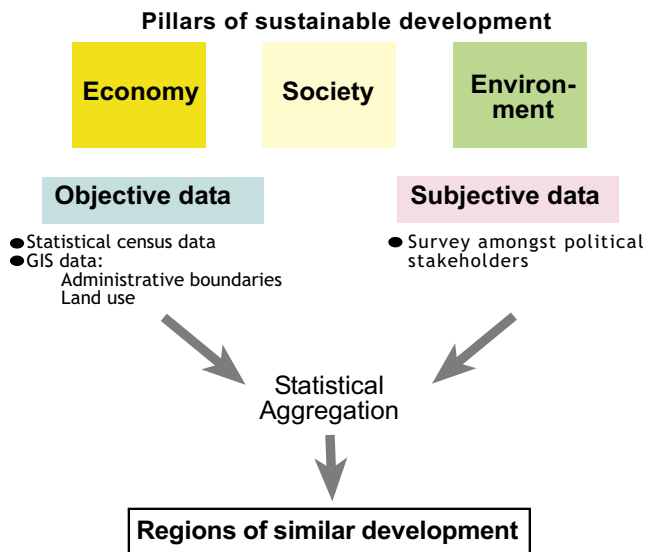 Pillars of sustainable development
Economy
Society
Environ-
ment
Objective data
Subjective data
Statistical census data
GIS data:
Administrative boundaries
Land use
Survey amongst political
stakeholders
Statistical
Aggregation
Regions of similar development